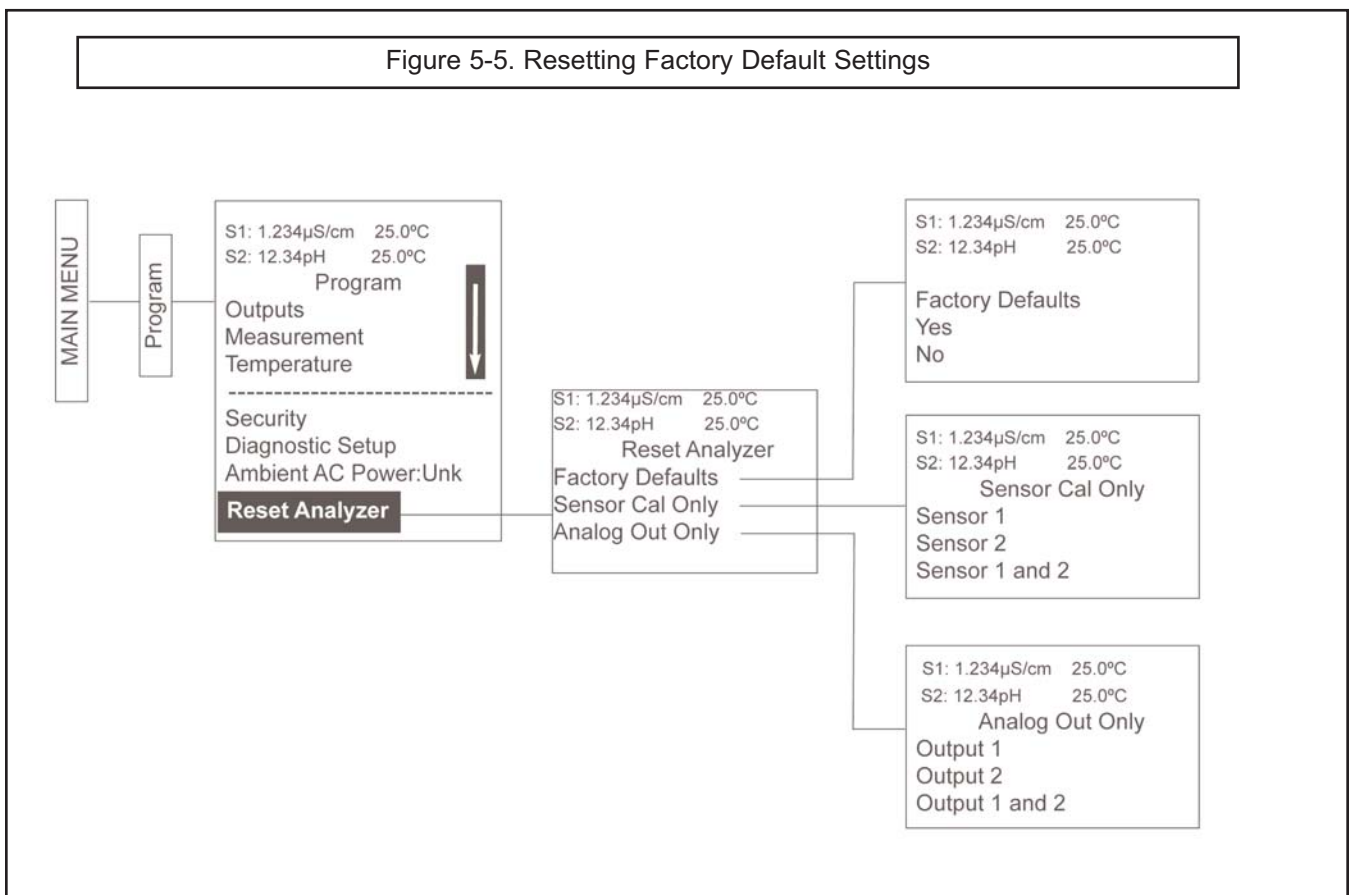 Figure 5-5. Resetting Factory Default Settings
MAIN MENU
Program
S1: 1.234µS/cm 25.0ºC
S2: 12.34pH 25.0ºC
Program
Outputs
Measurement
Temperature
Security
Diagnostic Setup
Ambient AC Power:Unk
Reset Analyzer
S1: 1.234µS/cm 25.0ºC
S2: 12.34pH 25.0ºC
Reset Analyzer
Factory Defaults
Sensor Cal Only
Analog Out Only
S1: 1.234µS/cm 25.0ºC
S2: 12.34pH 25.0ºC
Factory Defaults
Yes
No
S1: 1.234µS/cm 25.0ºC
S2: 12.34pH 25.0ºC
Sensor Cal Only
Sensor 1
Sensor 2
Sensor 1 and 2
S1: 1.234µS/cm 25.0ºC
S2: 12.34pH 25.0ºC
Analog Out Only
Output 1
Output 2
Output 1 and 2